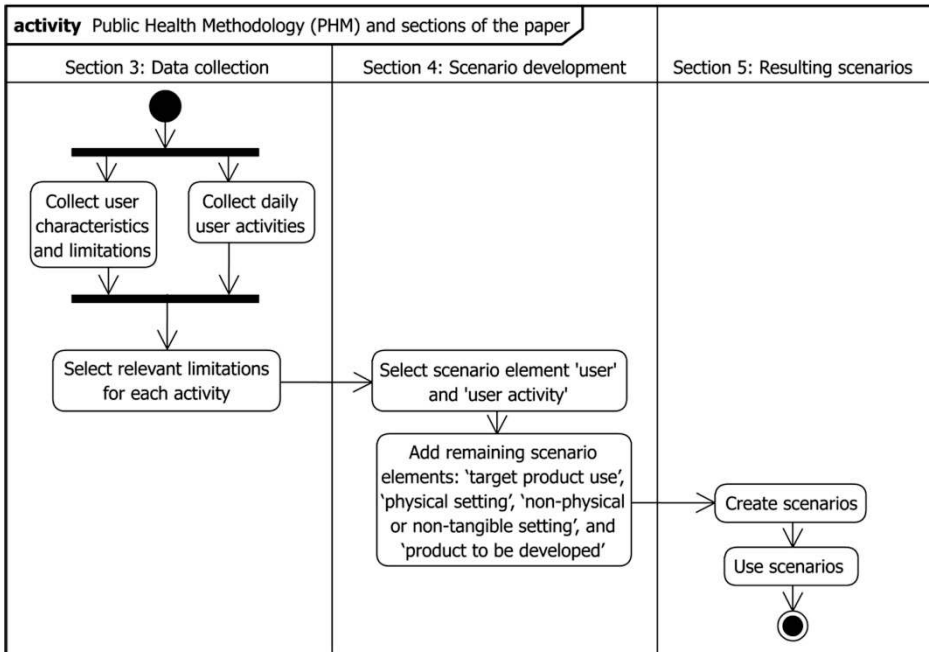 activity Public Health Methodology (PHM) and sections of the paper
Section 3: Data collection
Section 4: Scenario development
Section 5: Resulting scenarios
Collect user
characteristics
and limitations
Collect daily
user activities
Select relevant limitations
for each activity
Select scenario element 'user'
and 'user activity'
Add remaining scenario
elements: ‘target product use’,
‘physical setting’, ‘non-physical
or non-tangible setting’, and
‘product to be developed’
Create scenarios
Use scenarios